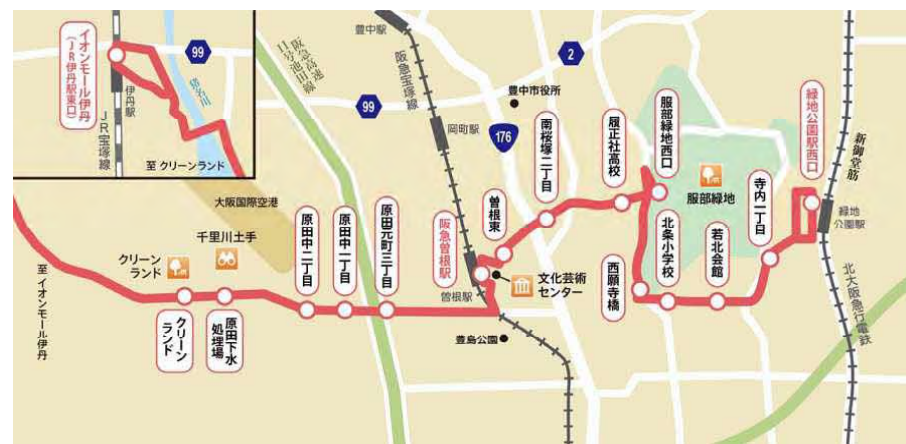 イオンモール伊丹
(JR伊丹駅東口)
伊丹駅
JR宝塚線
99
猪名川
至 クリーンランド
阪急高速
11号池田線
大阪国際空港
千里川土手
クリーン
ランド
至 イオンモール伊丹
クリーン
ランド
原田下水
処理場
原田中二丁目
原田中一丁目
原田元町三丁目
豊中駅
阪急宝塚線
99
岡町駅
豊中市役所
176
2
阪急曽根駅
曽根駅
曽根東
文化芸術
センター
豊島公園
南桜塚二丁目
履正社高校
服部緑地西口
服部緑地
西願寺橋
北条小学校
若北会館
寺内一丁目
緑地公園駅西口
新御堂筋
緑地
公園駅
北大阪急行電鉄